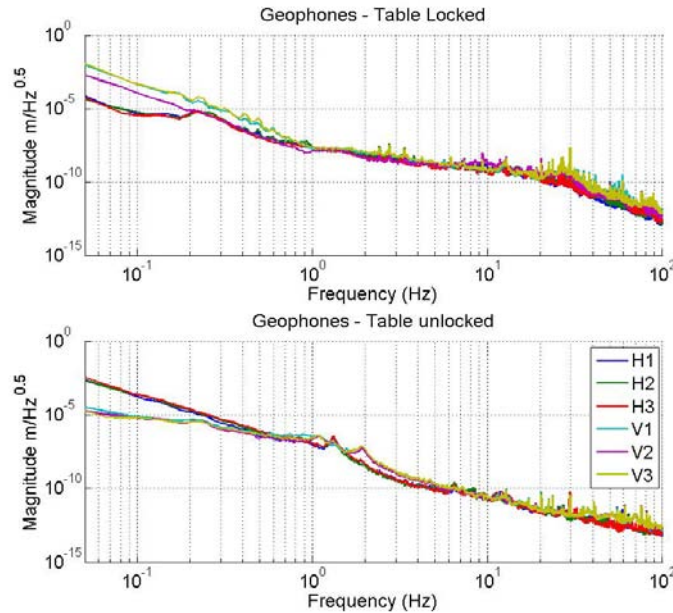 Geophones - Table Locked
Magnitude m/Hz^0.5
10^0
10^-5
10^-10
10^-15
10^-1 10^0 10^1 10^2
Frequency (Hz)
Geophones - Table unlocked
Magnitude m/Hz^0.5
10^0
10^-5
10^-10
10^-15
H1
H2
H3
V1
V2
V3
10^-1 10^0 10^1 10^2
Frequency (Hz)